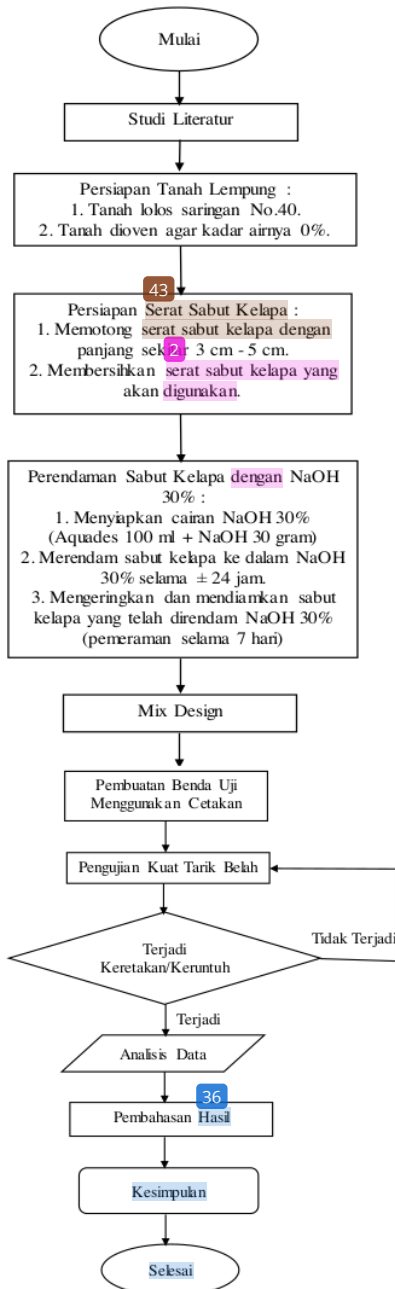 Mulai
Studi Literatur
Persiapan Tanah Lempung :
1. Tanah lolos saringan No.40.
2. Tanah dioven agar kadar airnya 0%.
43
Persiapan Serat Sabut Kelapa :
1. Memotong serat sabut kelapa dengan
panjang 3 cm - 5 cm.
2
2. Membersihkan serat sabut kelapa yang
akan digunakan.
Perendaman Sabut Kelapa dengan NaOH
30% :
1. Menyiapkan cairan NaOH 30%
(Aquades 100 ml + NaOH 30 gram)
2. Merendam sabut kelapa ke dalam NaOH
30% selama ± 24 jam.
3. Mengeringkan dan mendiamkan sabut
kelapa yang telah direndam NaOH 30%
(pemeraman selama 7 hari)
Mix Design
Pembuatan Benda Uji
Menggunakan Cetakan
Pengujian Kuat Tarik Belah
Terjadi
Keretakan/Keruntuh
Tidak Terjadi
Terjadi
Analisis Data
36
Pembahasan Hasil
Kesimpulan
Selesai